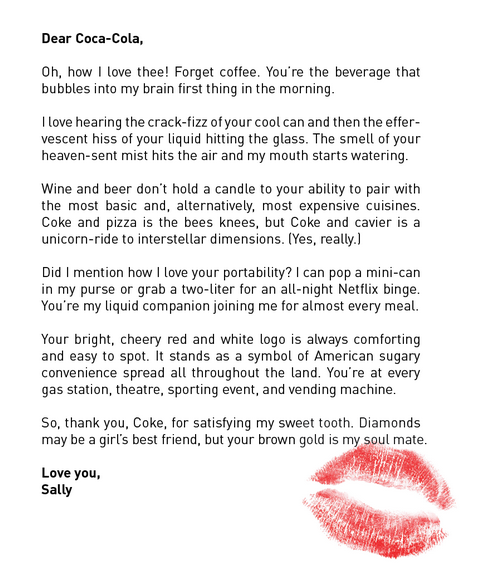 Dear Coca-Cola,
Oh, how I love thee! Forget coffee. You're the beverage that
bubbles into my brain first thing in the morning.
I love hearing the crack-fizz of your cool can and then the effer-
vescent hiss of your liquid hitting the glass. The smell of your
heaven-sent mist hits the air and my mouth starts watering.
Wine and beer don't hold a candle to your ability to pair with
the most basic and, alternatively, most expensive cuisines.
Coke and pizza is the bees knees, but Coke and cavier is a
unicorn-ride to interstellar dimensions. (Yes, really.)
Did I mention how I love your portability? I can pop a mini-can
in my purse or grab a two-liter for an all-night Netflix binge.
You're my liquid companion joining me for almost every meal.
Your bright, cheery red and white logo is always comforting
and easy to spot. It stands as a symbol of American sugary
convenience spread all throughout the land. You're at every
gas station, theatre, sporting event, and vending machine.
So, thank you, Coke, for satisfying my sweet tooth. Diamonds
may be a girl's best friend, but your brown gold is my soul mate.
Love you,
Sally